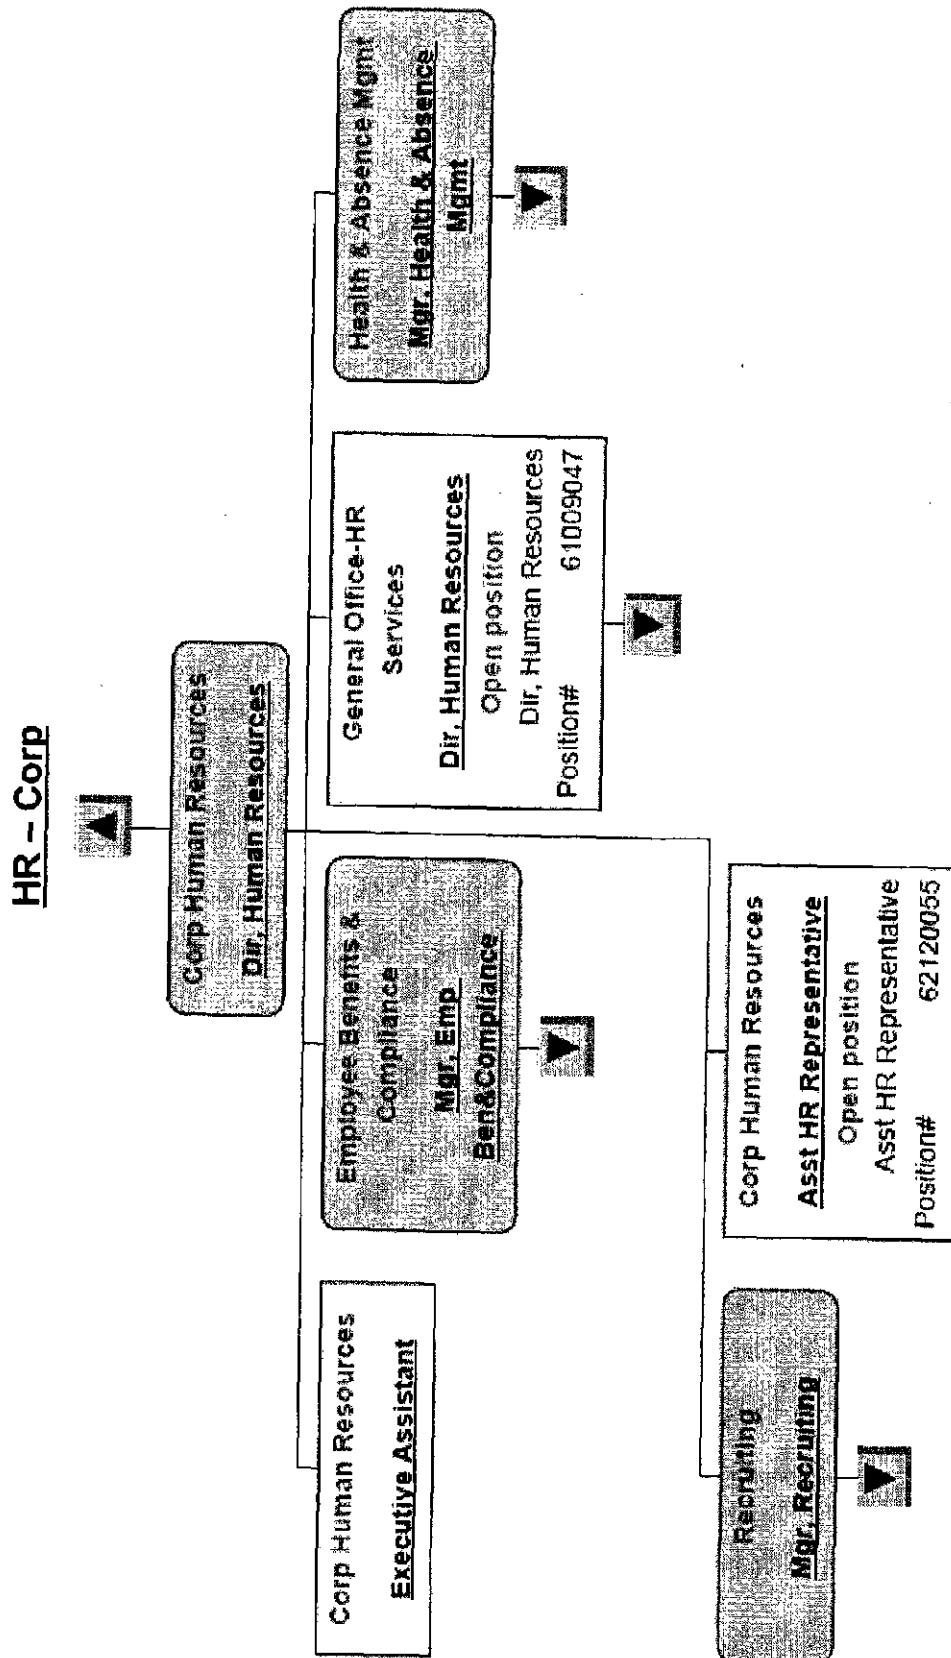 HR – Corp
Corp Human Resources
Dir, Human Resources
Corp Human Resources
Executive Assistant
Employee Benefits &
Compliance
Mgr, Emp
Ben&Compliance
General Office-HR
Services
Dir, Human Resources
Open position
Dir, Human Resources
Position# 61009047
Health & Absence Mgmt
Mgr, Health & Absence
Mgmt
Recruiting
Mgr, Recruiting
Corp Human Resources
Asst HR Representative
Open position
Asst HR Representative
Position# 62120055